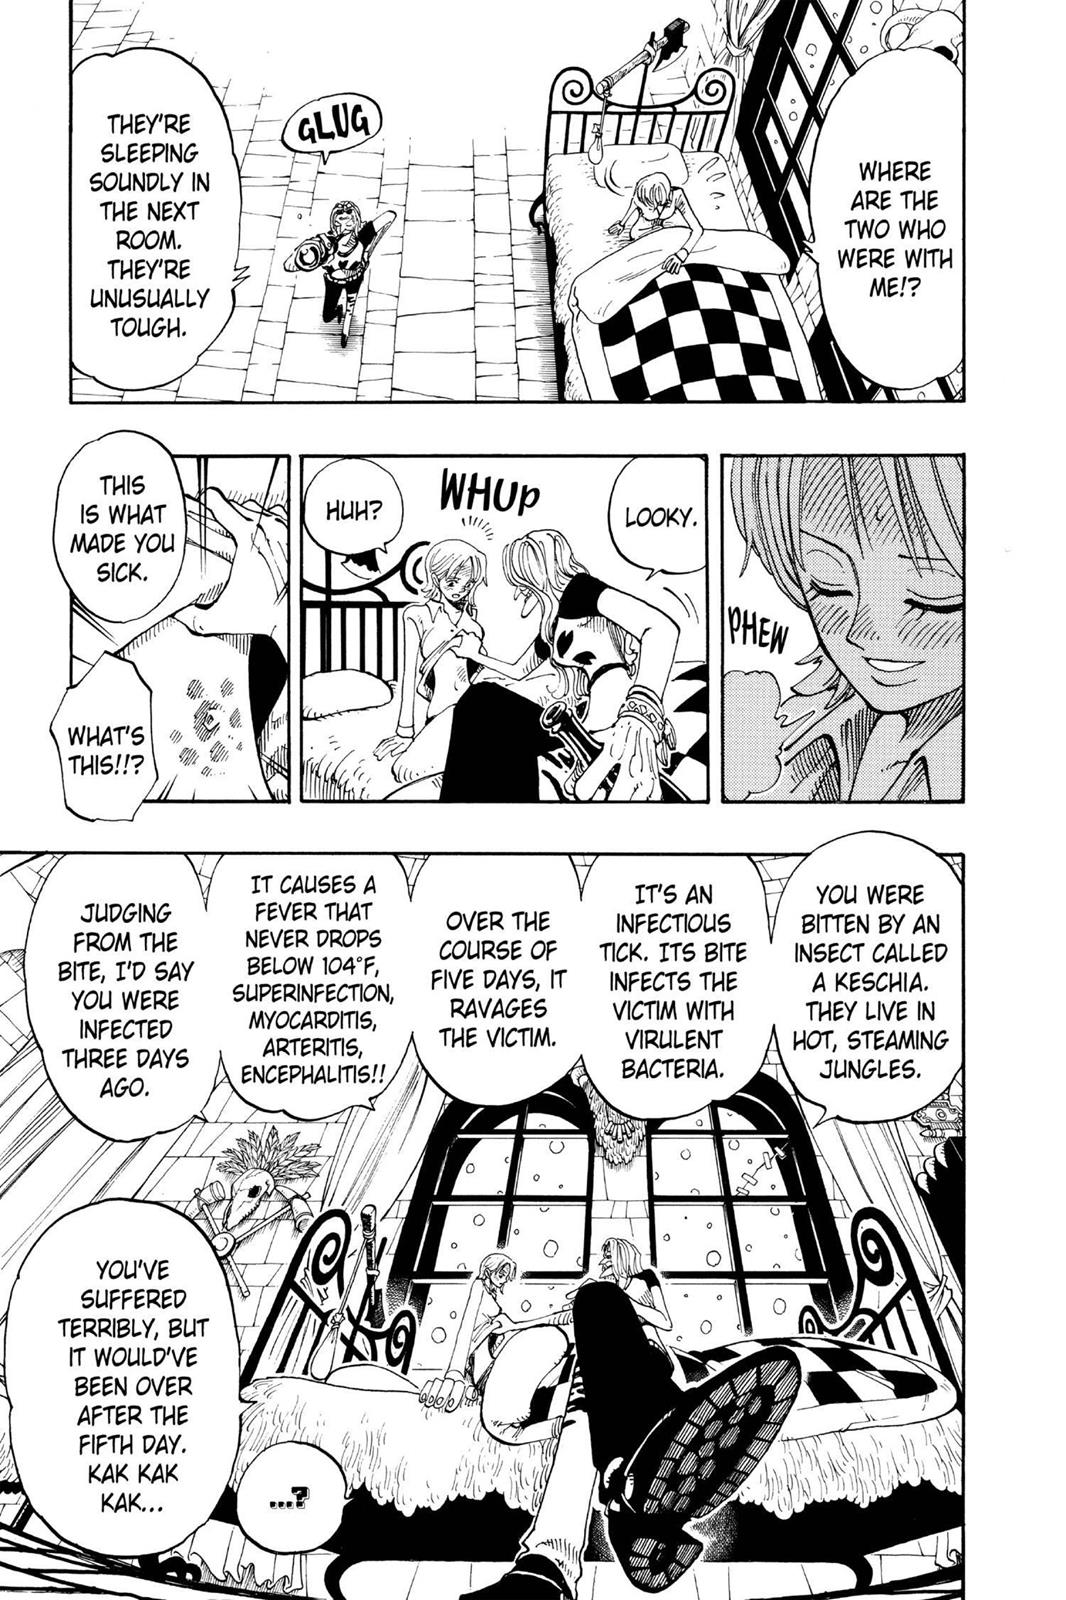 WHERE
ARE THE
TWO WHO
WERE WITH
ME!?
GLUG
THEY'RE
SLEEPING
SOUNDLY IN
THE NEXT
ROOM.
THEY'RE
UNUSUALLY
TOUGH.
PHEW
LOOKY.
WHUP
HUH?
THIS
IS WHAT
MADE YOU
SICK.
WHAT'S
THIS!!?
YOU WERE
BITTEN BY AN
INSECT CALLED
A KESCHIA.
THEY LIVE IN
HOT, STEAMING
JUNGLES.
IT'S AN
INFECTIOUS
TICK. ITS BITE
INFECTS THE
VICTIM WITH
VIRULENT
BACTERIA.
OVER THE
COURSE OF
FIVE DAYS, IT
RAVAGES
THE VICTIM.
IT CAUSES A
FEVER THAT
NEVER DROPS
BELOW 104°F,
SUPERINFECTION,
MYOCARDITIS,
ARTERITIS,
ENCEPHALITIS!!
JUDGING
FROM THE
BITE, I'D SAY
YOU WERE
INFECTED
THREE DAYS
AGO.
YOU'VE
SUFFERED
TERRIBLY, BUT
IT WOULD'VE
BEEN OVER
AFTER THE
FIFTH DAY.
KAK KAK
KAK...
....?